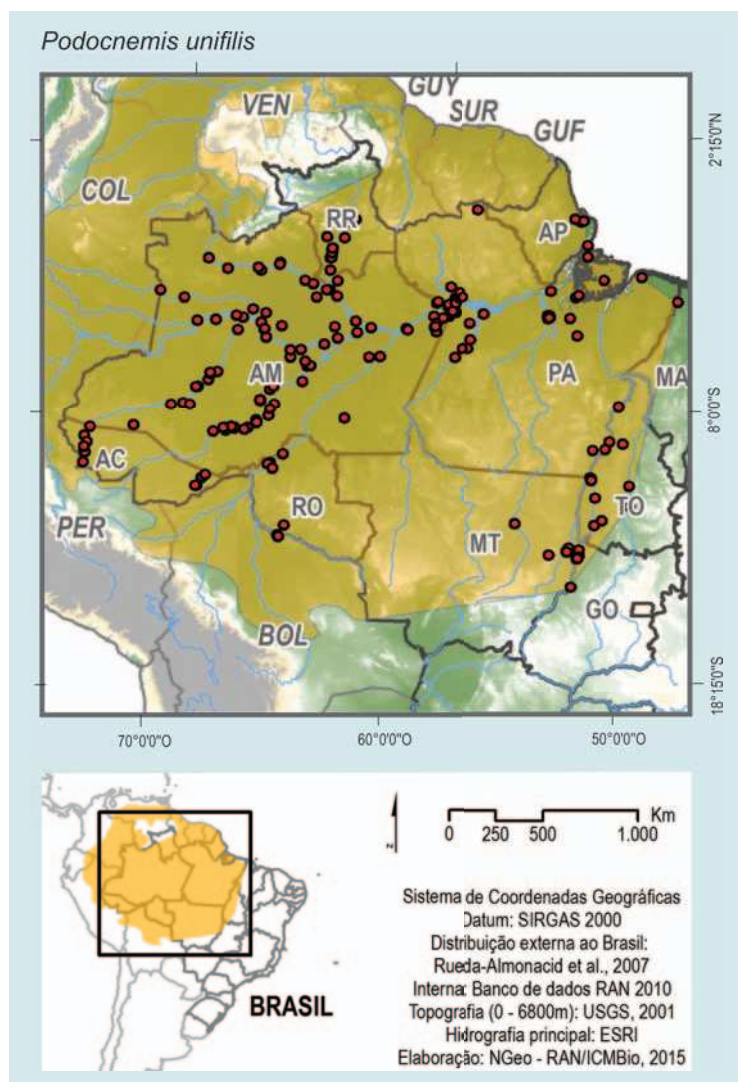 Podocnemis unifilis
VEN
GUY
SUR
GUF
2°15'0"N
COL
RR
AP
AM
PA
MA
8°0'0"S
AC
PER
RO
TO
MT
GO
BOL
18°15'0"S
70°0'0"O
60°0'0"O
50°0'0"O
BRASIL
z
Km
0 250 500 1.000
Sistema de Coordenadas Geográficas
Datum: SIRGAS 2000
Distribuição externa ao Brasil:
Rueda-Almonacid et al., 2007
Interna: Banco de dados RAN 2010
Topografia (0 - 6800m): USGS, 2001
Hidrografia principal: ESRI
Elaboração: NGeo - RAN/ICMBio, 2015